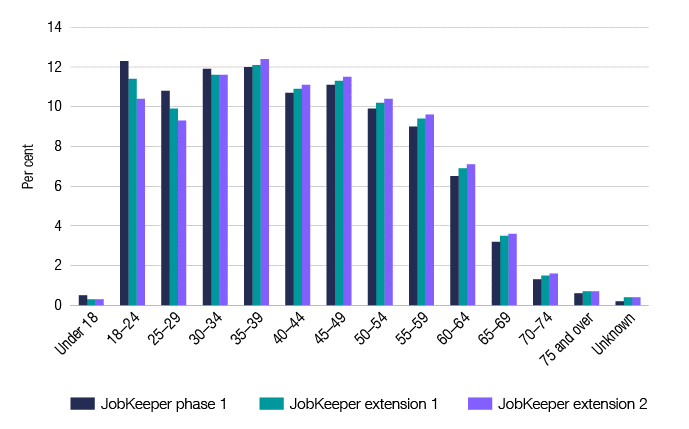 14
12
10
8
6
4
2
0
Per cent
Under 18
18–24
25–29
30–34
35–39
40–44
45–49
50–54
55–59
60–64
65–69
70–74
75 and over
Unknown
JobKeeper phase 1
JobKeeper extension 1
JobKeeper extension 2